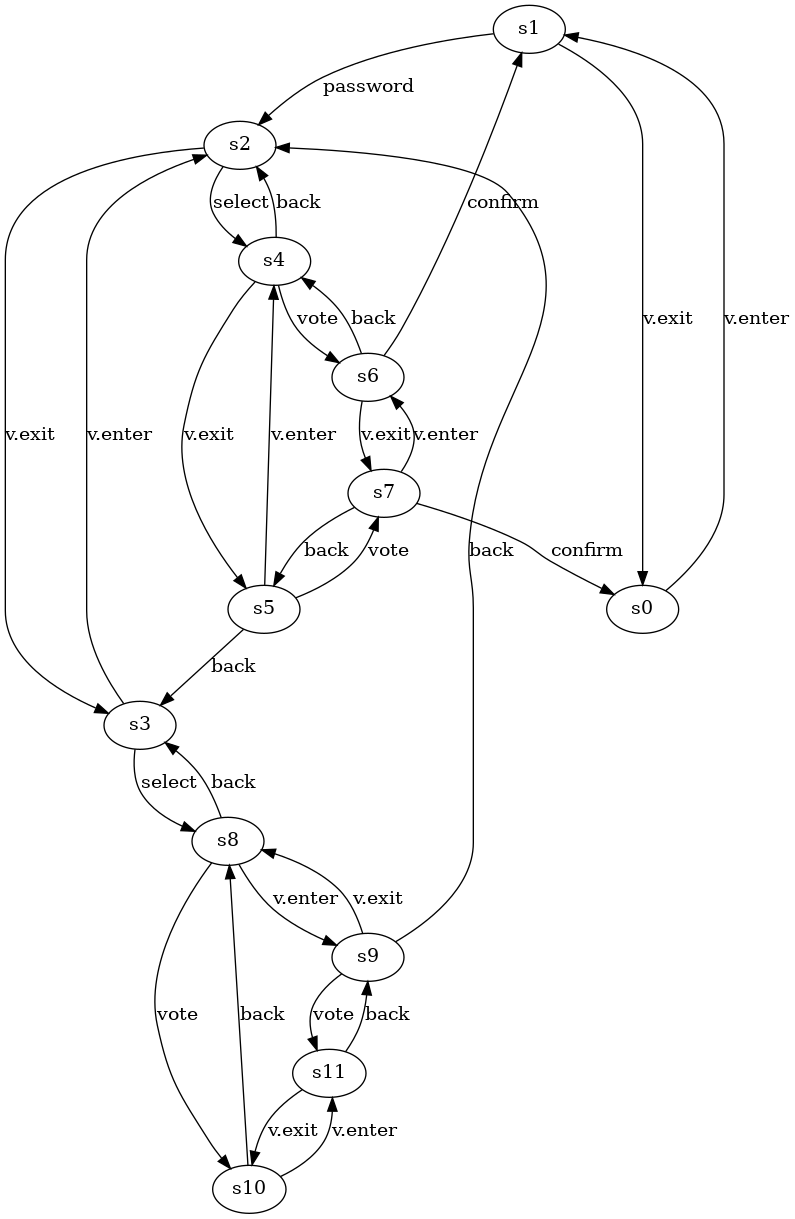 s1
password
s2
select
back
confirm
s4
v.exit
v.enter
vote
back
s6
v.exit
v.enter
v.exit
v.enter
v.exit
v.enter
s7
back
vote
back
confirm
s5
s0
back
s3
select
back
s8
v.enter
v.exit
s9
vote
back
vote
back
s11
v.exit
v.enter
s10